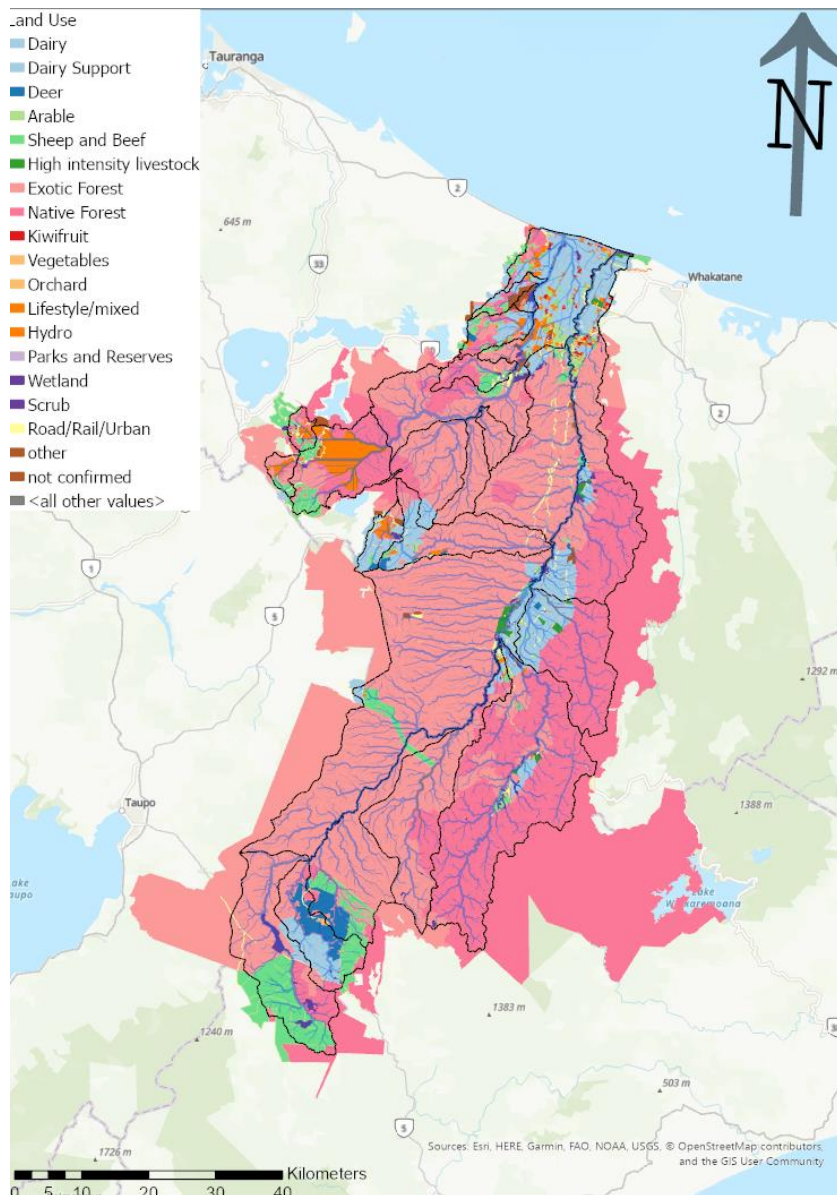 Land Use
Dairy
Dairy Support
Deer
Arable
Sheep and Beef
High intensity livestock
Exotic Forest
Native Forest
Kiwifruit
Vegetables
Orchard
Lifestyle/mixed
Hydro
Parks and Reserves
Wetland
Scrub
Road/Rail/Urban
other
not confirmed
<all other values>
Tauranga
N
2
645 m
33
Whakatane
2
1
5
1292 m
Taupo
1388 m
Lake
1383 m
1240 m
503 m
5
1726 m
Sources: Esri, HERE, Garmin, FAO, NOAA, USGS, © OpenStreetMap contributors,
and the GIS User Community
Kilometers
0 5 10 20 30 40